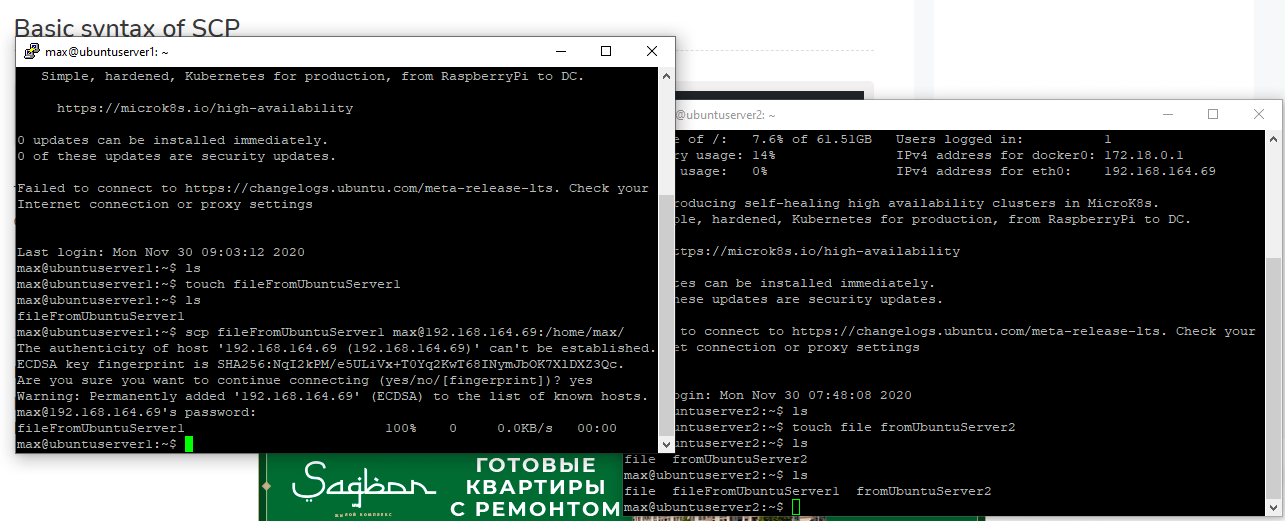 Basic syntax of SCP
max@ubuntuserver1: ~
Simple, hardened, Kubernetes for production, from RaspberryPi to DC.
https://microk8s.io/high-availability
0 updates can be installed immediately.
0 of these updates are security updates.
Failed to connect to https://changelogs.ubuntu.com/meta-release-lts. Check your
Internet connection or proxy settings
Last login: Mon Nov 30 09:03:12 2020
max@ubuntuserver1:~$ ls
max@ubuntuserver1:~$ touch fileFromUbuntuServer1
max@ubuntuserver1:~$ ls
fileFromUbuntuServer1
max@ubuntuserver1:~$ scp fileFromUbuntuServer1 max@192.168.164.69:/home/max/
The authenticity of host '192.168.164.69 (192.168.164.69)' can't be established.
ECDSA key fingerprint is SHA256:NqI2kPM/e5ULiVx+T0Yq2KwT68INymJbOK7XlDXZ3Qc.
Are you sure you want to continue connecting (yes/no/[fingerprint])? yes
Warning: Permanently added '192.168.164.69' (ECDSA) to the list of known hosts.
max@192.168.164.69's password:
fileFromUbuntuServer1 100% 0 0.0KB/s 00:00
max@ubuntuserver1:~$
@ubuntuserver2: ~
e of /: 7.6% of 61.51GB Users logged in: 1
ry usage: 14% IPv4 address for docker0: 172.18.0.1
usage: 0% IPv4 address for eth0: 192.168.164.69
roducing self-healing high availability clusters in MicroK8s.
ple, hardened, Kubernetes for production, from RaspberryPi to DC.
ttps://microk8s.io/high-availability
tes can be installed immediately.
hese updates are security updates.
to connect to https://changelogs.ubuntu.com/meta-release-lts. Check your
et connection or proxy settings
ogin: Mon Nov 30 07:48:08 2020
untuserver2:~$ ls
untuserver2:~$ touch file fromUbuntuServer2
untuserver2:~$ ls
file fromUbuntuServer2
max@ubuntuserver2:~$ ls
file fileFromUbuntuServer1 fromUbuntuServer2
max@ubuntuserver2:~$
Sagbon
ЖИЛОЙ КОМПЛЕКС
ГОТОВЫЕ
КВАРТИРЫ
С РЕМОНТОМ